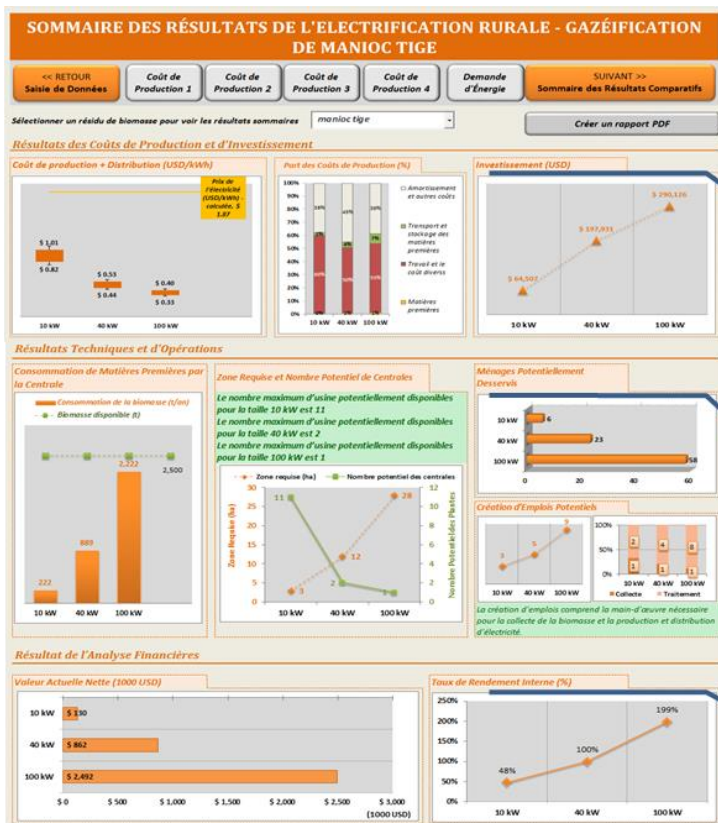 SOMMAIRE DES RÉSULTATS DE L'ELECTRIFICATION RURALE - GAZÉIFICATION
DE MANIOC TIGE
<< RETOUR
Saisie de Données
Coût de
Production 1
Coût de
Production 2
Coût de
Production 3
Coût de
Production 4
Demande
d'Énergie
SUIVANT >>
Sommaire des Résultats Comparatifs
Sélectionner un résidu de biomasse pour voir les résultats sommaires
manioc tige
Créer un rapport PDF
Résultats des Coûts de Production et d'Investissement
Coût de production + Distribution (USD/kWh)
Prix de
l'électricité
(USD/kWh) -
calculée, $
1.87
$ 1.01
$ 0.82
$ 0.53
$ 0.44
$ 0.40
$ 0.33
10 kW
40 kW
100 kW
Part des Coûts de Production (%)
100%
90%
80%
70%
60%
50%
40%
30%
20%
10%
0%
10 kW
40 kW
100 kW
Amortissement
et autres coûts
Transport et
stockage des
matières
premières
Travail et le
coût divers
Matières
premières
Investissement (USD)
$ 64,507
$ 197,931
$ 290,126
10 kW
40 kW
100 kW
Résultats Techniques et d'Opérations
Consommation de Matières Premières par
la Centrale
Consommation de la biomasse (t/an)
Biomasse disponible (t)
2,222
2,500
889
222
10 kW
40 kW
100 kW
Zone Requise et Nombre Potentiel de Centrales
Le nombre maximum d'usine potentiellement disponibles
pour la taille 10 kW est 11
Le nombre maximum d'usine potentiellement disponibles
pour la taille 40 kW est 2
Le nombre maximum d'usine potentiellement disponibles
pour la taille 100 kW est 1
Zone requise (ha)
Nombre potentiel des centrales
Zone Requise (ha)
30
25
20
15
10
5
0
11
3
12
2
28
1
12
10
8
6
4
2
0
Nombre Potentiel des Plantes
10 kW
40 kW
100 kW
Ménages Potentiellement
Desservis
10 kW
6
40 kW
23
100 kW
58
0
20
40
60
Création d'Emplois Potentiels
3
5
9
10 kW
40 kW
100 kW
100%
50%
0%
2
4
8
1
1
1
10 kW
40 kW
100 kW
Collecte
Traitement
La création d'emplois comprend la main-d'œuvre nécessaire
pour la collecte de la biomasse et la production et distribution
d'électricité.
Résultat de l'Analyse Financières
Valeur Actuelle Nette (1000 USD)
10 kW
$ 130
40 kW
$ 862
100 kW
$ 2,492
$ 0
$ 500
$ 1,000
$ 1,500
$ 2,000
$ 2,500
$ 3,000
(1000 USD)
Taux de Rendement Interne (%)
250%
200%
150%
100%
50%
0%
48%
100%
199%
10 kW
40 kW
100 kW